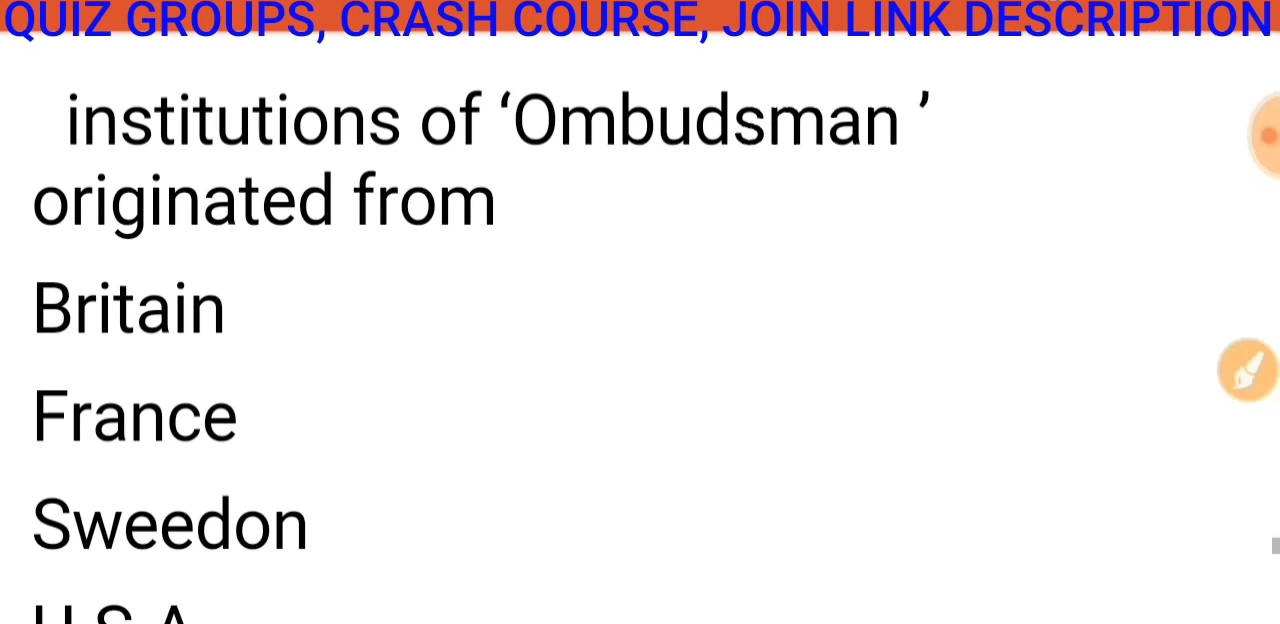 QUIZ GROUPS, CRASH COURSE, JOIN LINK DESCRIPTION
institutions of ‘Ombudsman ’
originated from
Britain
France
Sweedon
U.S.A